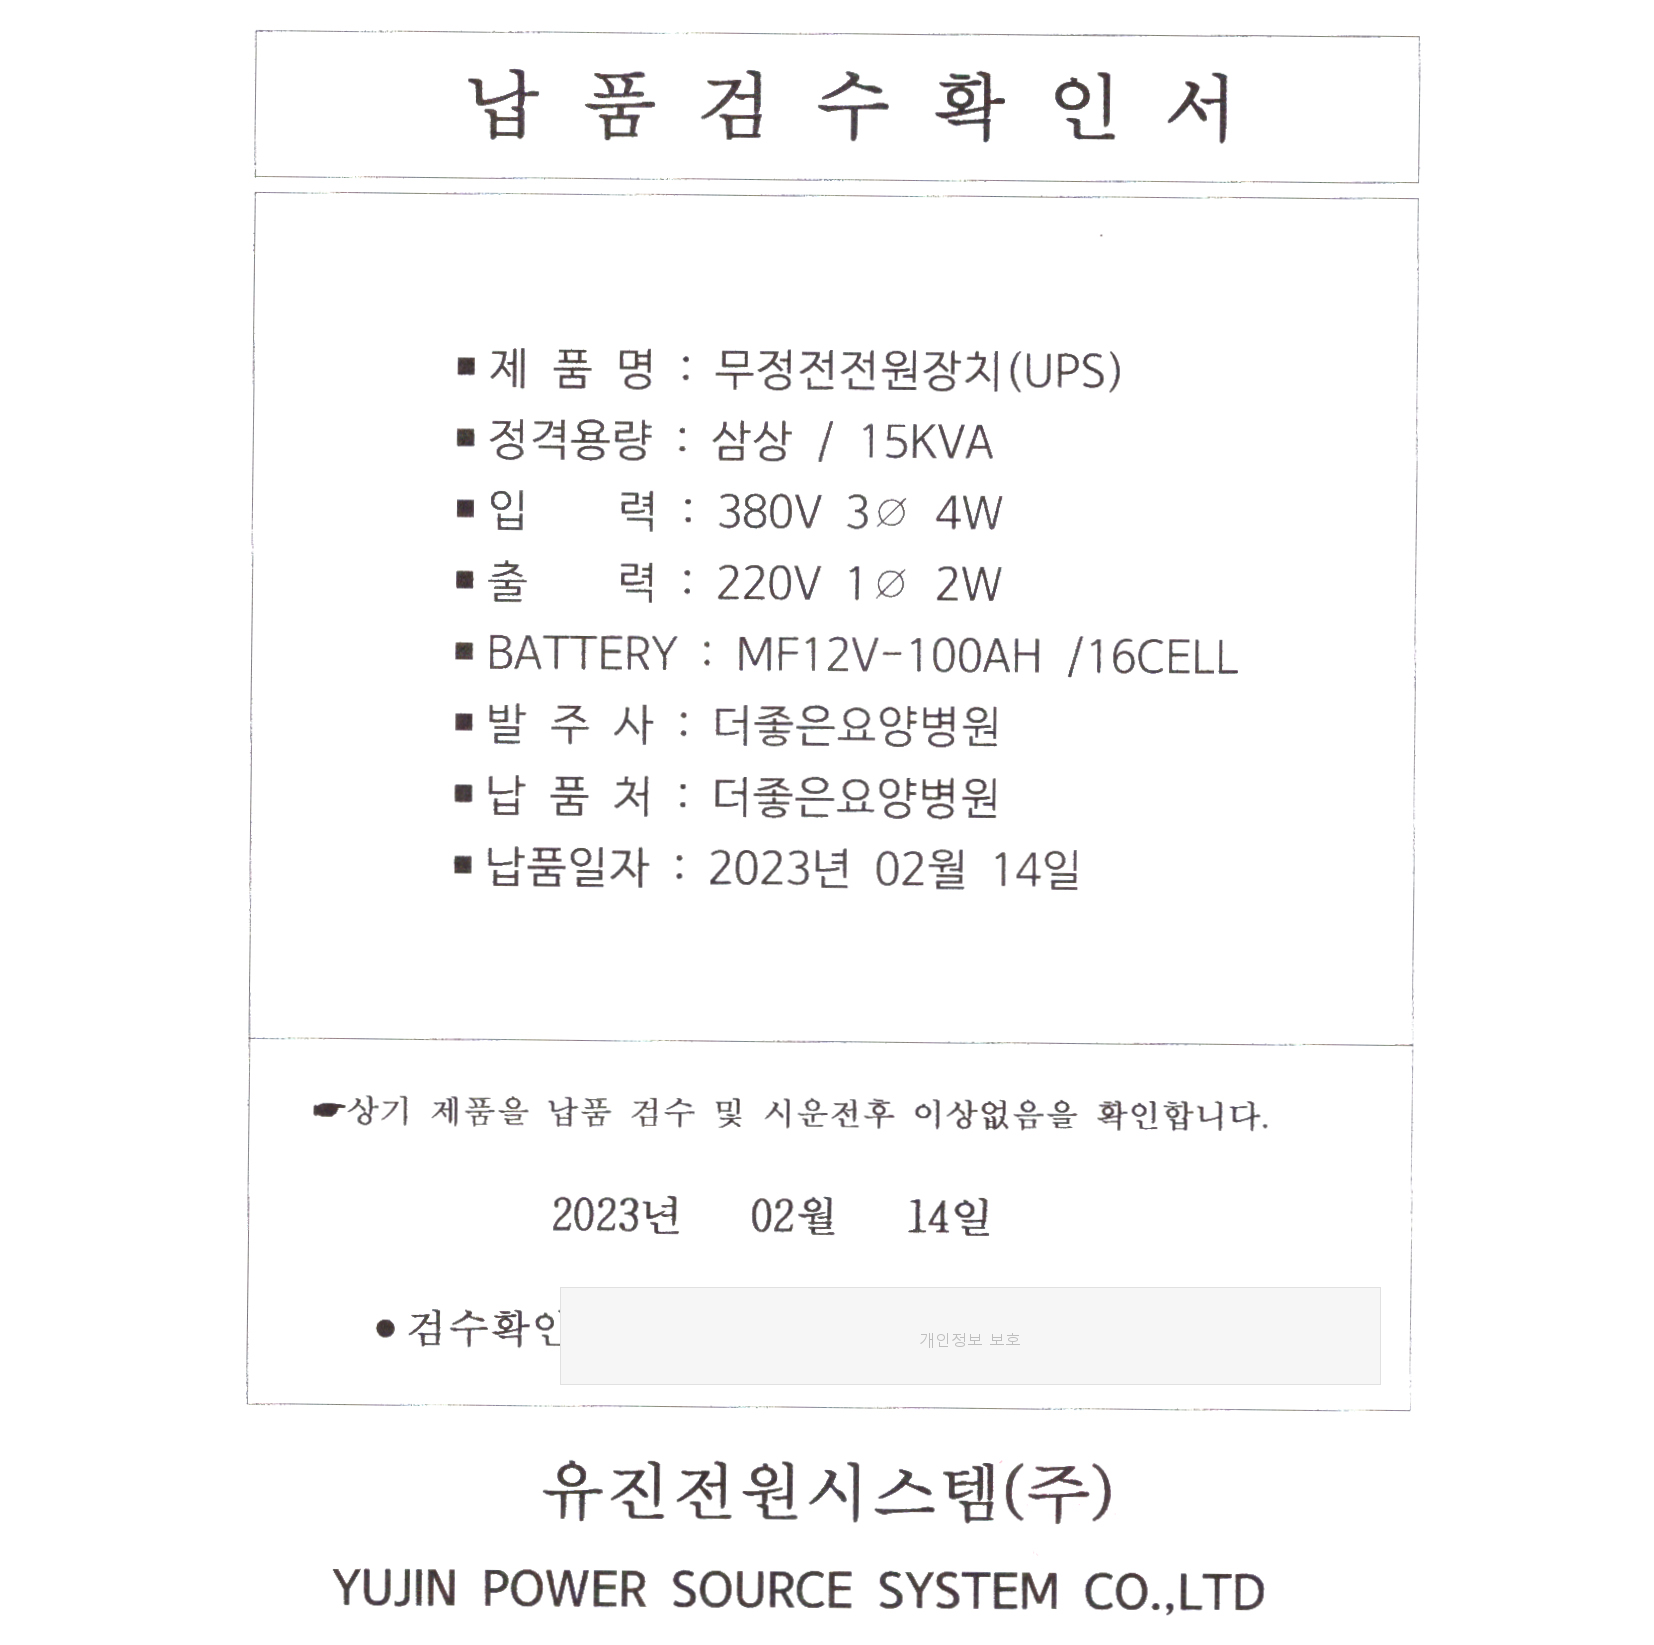 납 품 검 수 확 인 서
■ 제 품 명 : 무정전전원장치(UPS)
■ 정격용량 : 삼상 / 15KVA
■ 입 력 : 380V 3∅ 4W
■ 출 력 : 220V 1∅ 2W
■ BATTERY : MF12V-100AH /16CELL
■ 발 주 사 : 더좋은요양병원
■ 납 품 처 : 더좋은요양병원
■ 납품일자 : 2023년 02월 14일
☛상기 제품을 납품 검수 및 시운전후 이상없음을 확인합니다.
2023년 02월 14일
● 검수확인
개인정보 보호
유진전원시스템(주)
YUJIN POWER SOURCE SYSTEM CO.,LTD